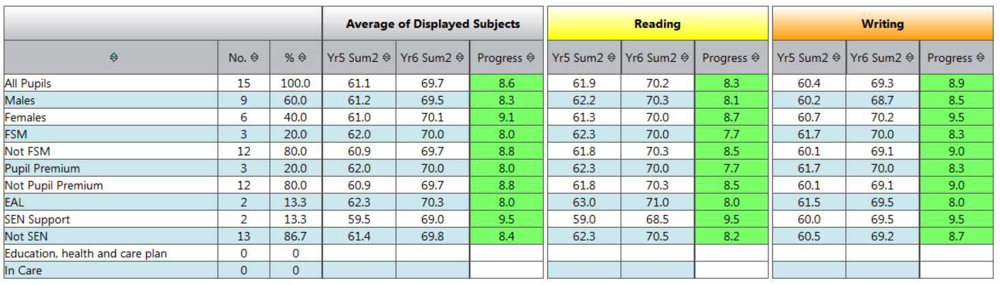 Average of Displayed Subjects Reading Writing
No. % Yr5 Sum2 Yr6 Sum2 Progress Yr5 Sum2 Yr6 Sum2 Progress Yr5 Sum2 Yr6 Sum2 Progress
All Pupils 15 100.0 61.1 69.7 8.6 61.9 70.2 8.3 60.4 69.3 8.9
Males 9 60.0 61.2 69.5 8.3 62.2 70.3 8.1 60.2 68.7 8.5
Females 6 40.0 61.0 70.1 9.1 61.3 70.0 8.7 60.7 70.2 9.5
FSM 3 20.0 62.0 70.0 8.0 62.3 70.0 7.7 61.7 70.0 8.3
Not FSM 12 80.0 60.9 69.7 8.8 61.8 70.3 8.5 60.1 69.1 9.0
Pupil Premium 3 20.0 62.0 70.0 8.0 62.3 70.0 7.7 61.7 70.0 8.3
Not Pupil Premium 12 80.0 60.9 69.7 8.8 61.8 70.3 8.5 60.1 69.1 9.0
EAL 2 13.3 62.3 70.3 8.0 63.0 71.0 8.0 61.5 69.5 8.0
SEN Support 2 13.3 59.5 69.0 9.5 59.0 68.5 9.5 60.0 69.5 9.5
Not SEN 13 86.7 61.4 69.8 8.4 62.3 70.5 8.2 60.5 69.2 8.7
Education, health and care plan 0 0
In Care 0 0